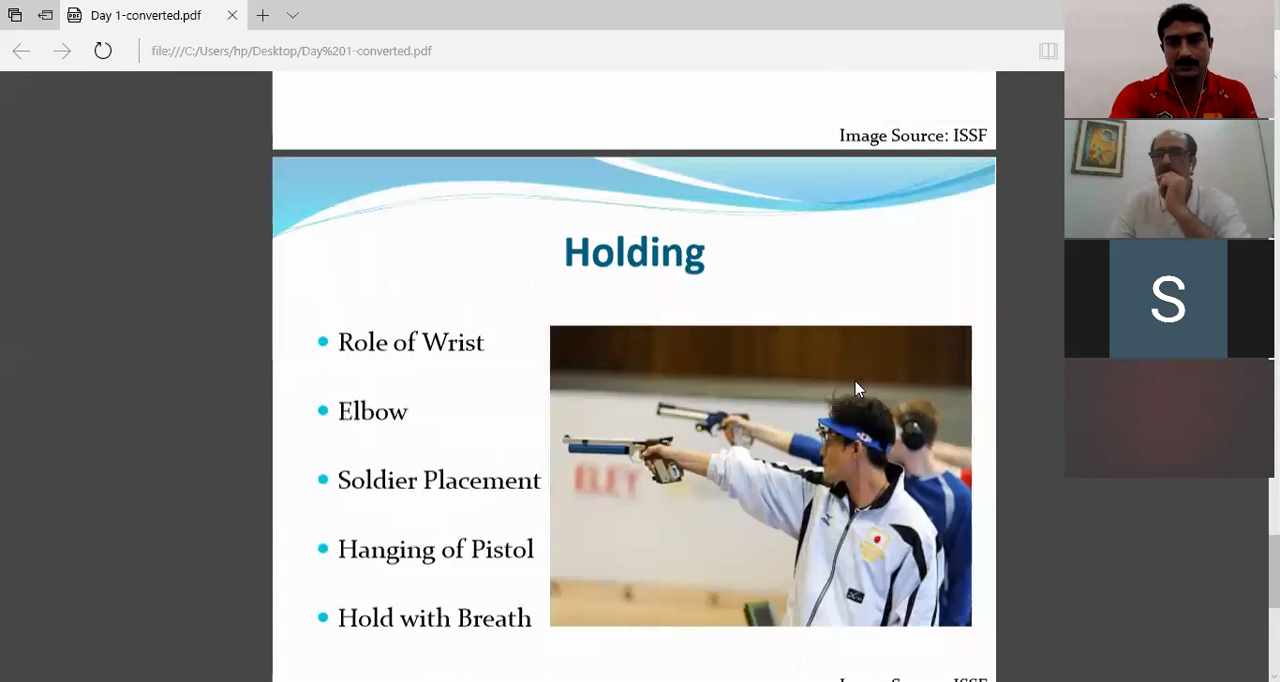 Day 1-converted.pdf
file:///C:/Users/hp/Desktop/Day%201-converted.pdf
Image Source: ISSF
Holding
Role of Wrist
Elbow
Soldier Placement
Hanging of Pistol
Hold with Breath
ELEY
S